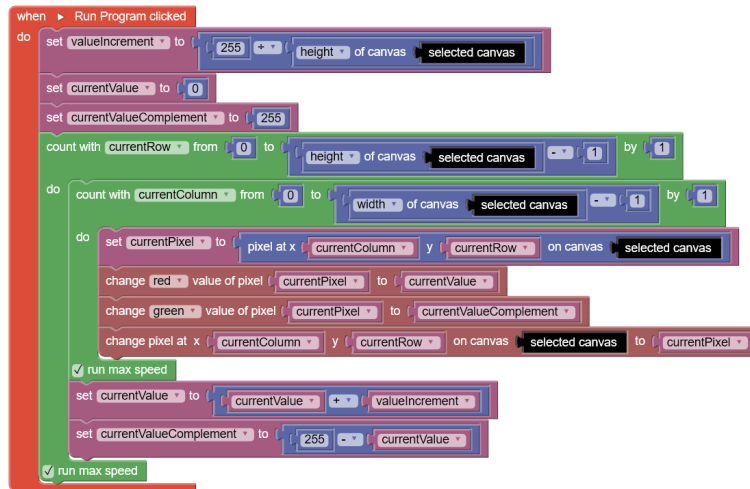 when ▶ Run Program clicked
do set valueIncrement ▾ to 255 ÷ ▾ height ▾ of canvas selected canvas
set currentValue ▾ to 0
set currentValueComplement ▾ to 255
count with currentRow ▾ from 0 to height ▾ of canvas selected canvas - ▾ 1 by 1
do count with currentColumn ▾ from 0 to width ▾ of canvas selected canvas - ▾ 1 by 1
do set currentPixel ▾ to pixel at x currentColumn ▾ y currentRow ▾ on canvas selected canvas
change red ▾ value of pixel currentPixel ▾ to currentValue ▾
change green ▾ value of pixel currentPixel ▾ to currentValueComplement ▾
change pixel at x currentColumn ▾ y currentRow ▾ on canvas selected canvas to currentPixel ▾
✓ run max speed
set currentValue ▾ to currentValue ▾ + ▾ valueIncrement ▾
set currentValueComplement ▾ to 255 - ▾ currentValue ▾
✓ run max speed